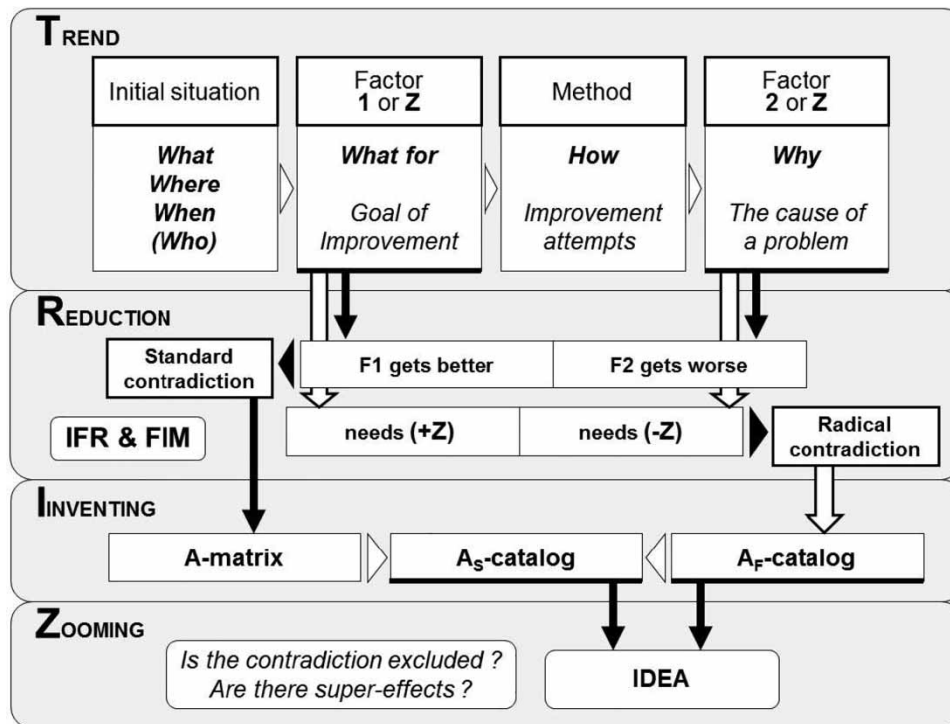 TREND
Initial situation
What
Where
When
(Who)
Factor
1 or Z
What for
Goal of
Improvement
Method
How
Improvement
attempts
Factor
2 or Z
Why
The cause of
a problem
REDUCTION
Standard
contradiction
F1 gets better
F2 gets worse
IFR & FIM
needs (+Z)
needs (-Z)
Radical
contradiction
IINVENTING
A-matrix
AS-catalog
AF-catalog
ZOOMING
Is the contradiction excluded ?
Are there super-effects ?
IDEA